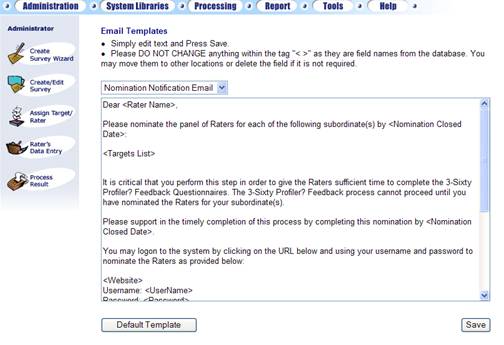 Administration
System Libraries
Processing
Report
Tools
Help
Administrator
Create
Survey Wizard
Create/Edit
Survey
Assign Target/
Rater
Rater's
Data Entry
Process
Result
Email Templates
• Simply edit text and Press Save.
• Please DO NOT CHANGE anything within the tag "< >" as they are field names from the database. You
may move them to other locations or delete the field if it is not required.
Nomination Notification Email
Dear <Rater Name>,
Please nominate the panel of Raters for each of the following subordinate(s) by <Nomination Closed
Date>:
<Targets List>
It is critical that you perform this step in order to give the Raters sufficient time to complete the 3-Sixty
Profiler? Feedback Questionnaires. The 3-Sixty Profiler? Feedback process cannot proceed until you
have nominated the Raters for your subordinate(s).
Please support in the timely completion of this process by completing this nomination by <Nomination
Closed Date>.
You may logon to the system by clicking on the URL below and using your username and password to
nominate the Raters as provided below:
<Website>
Username: <UserName>
Password: <Password>
Default Template
Save